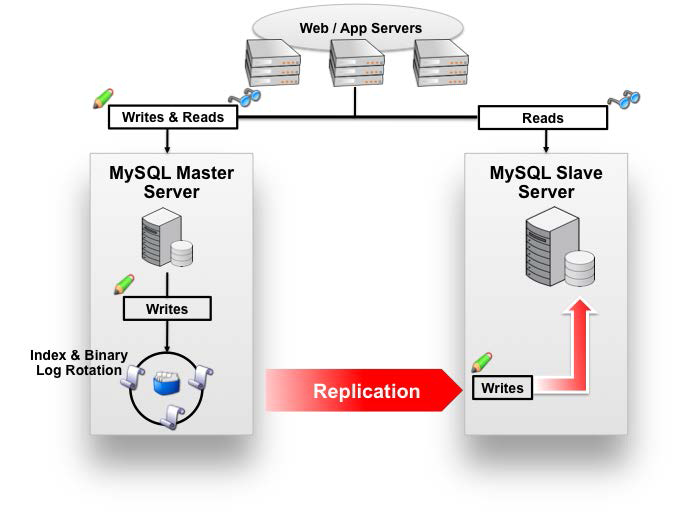 Web / App Servers
Writes & Reads
Reads
MySQL Master
Server
MySQL Slave
Server
Writes
Index & Binary
Log Rotation
Replication
Writes